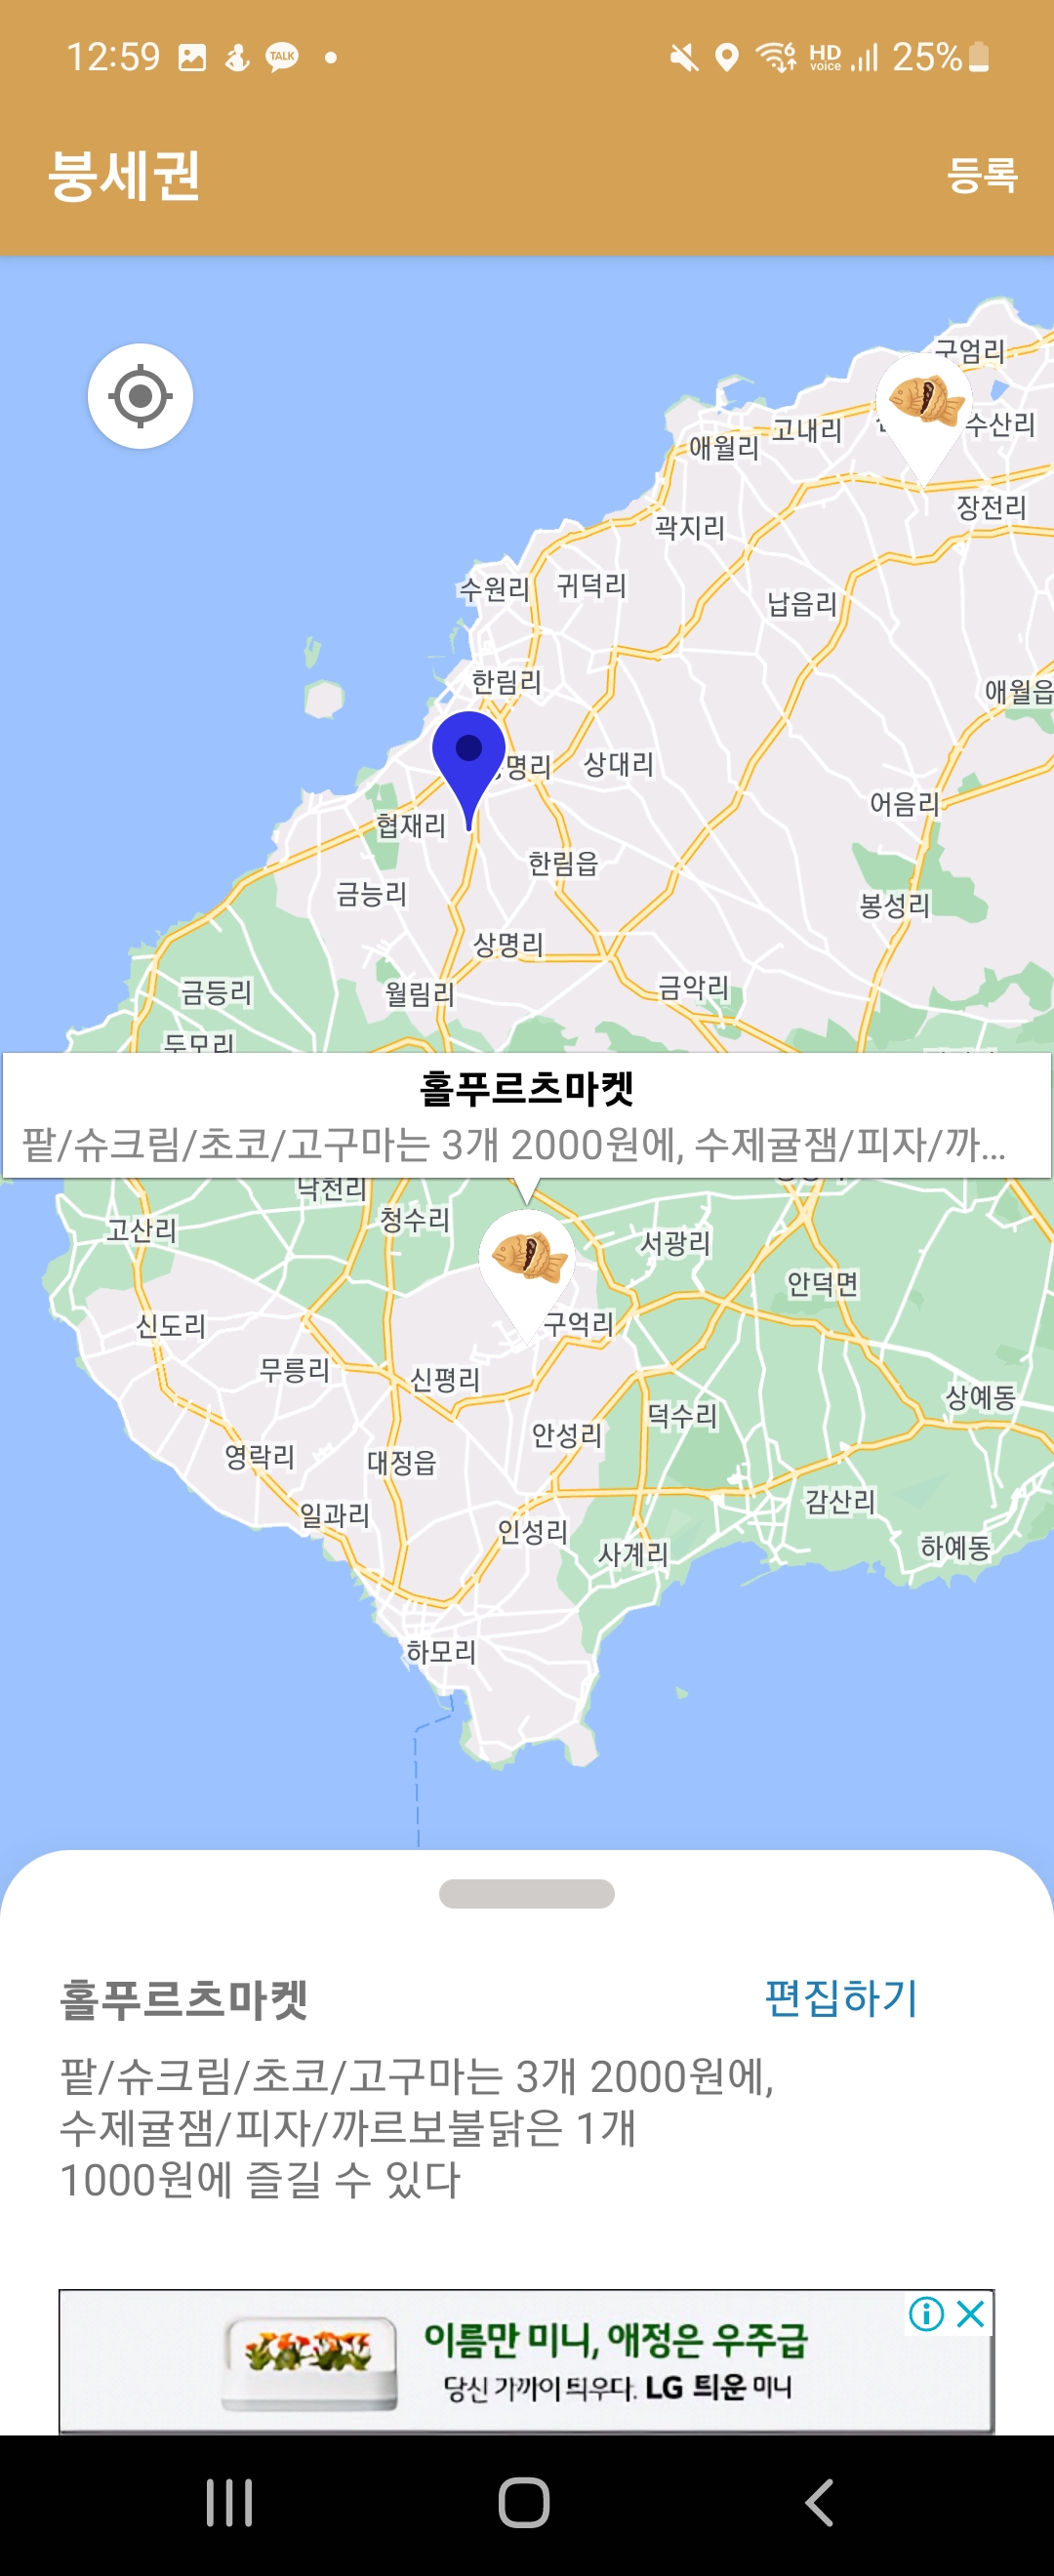 12:59
TALK
6
HD
voice
25%
붕세권
등록
구엄리
수산리
고내리
애월리
장전리
곽지리
수원리
귀덕리
납읍리
한림리
애월읍
명리
상대리
어음리
협재리
한림읍
금능리
봉성리
상명리
금등리
월림리
금악리
두모리
홀푸르츠마켓
팥/슈크림/초코/고구마는 3개 2000원에, 수제귤잼/피자/까...
낙천리
청수리
고산리
서광리
안덕면
신도리
구억리
무릉리
신평리
상예동
덕수리
안성리
영락리
대정읍
감산리
일과리
인성리
사계리
하예동
하모리
홀푸르츠마켓
편집하기
팥/슈크림/초코/고구마는 3개 2000원에,
수제귤잼/피자/까르보불닭은 1개
1000원에 즐길 수 있다
이름만 미니, 애정은 우주급
당신 가까이 틔우다. LG 틔운 미니